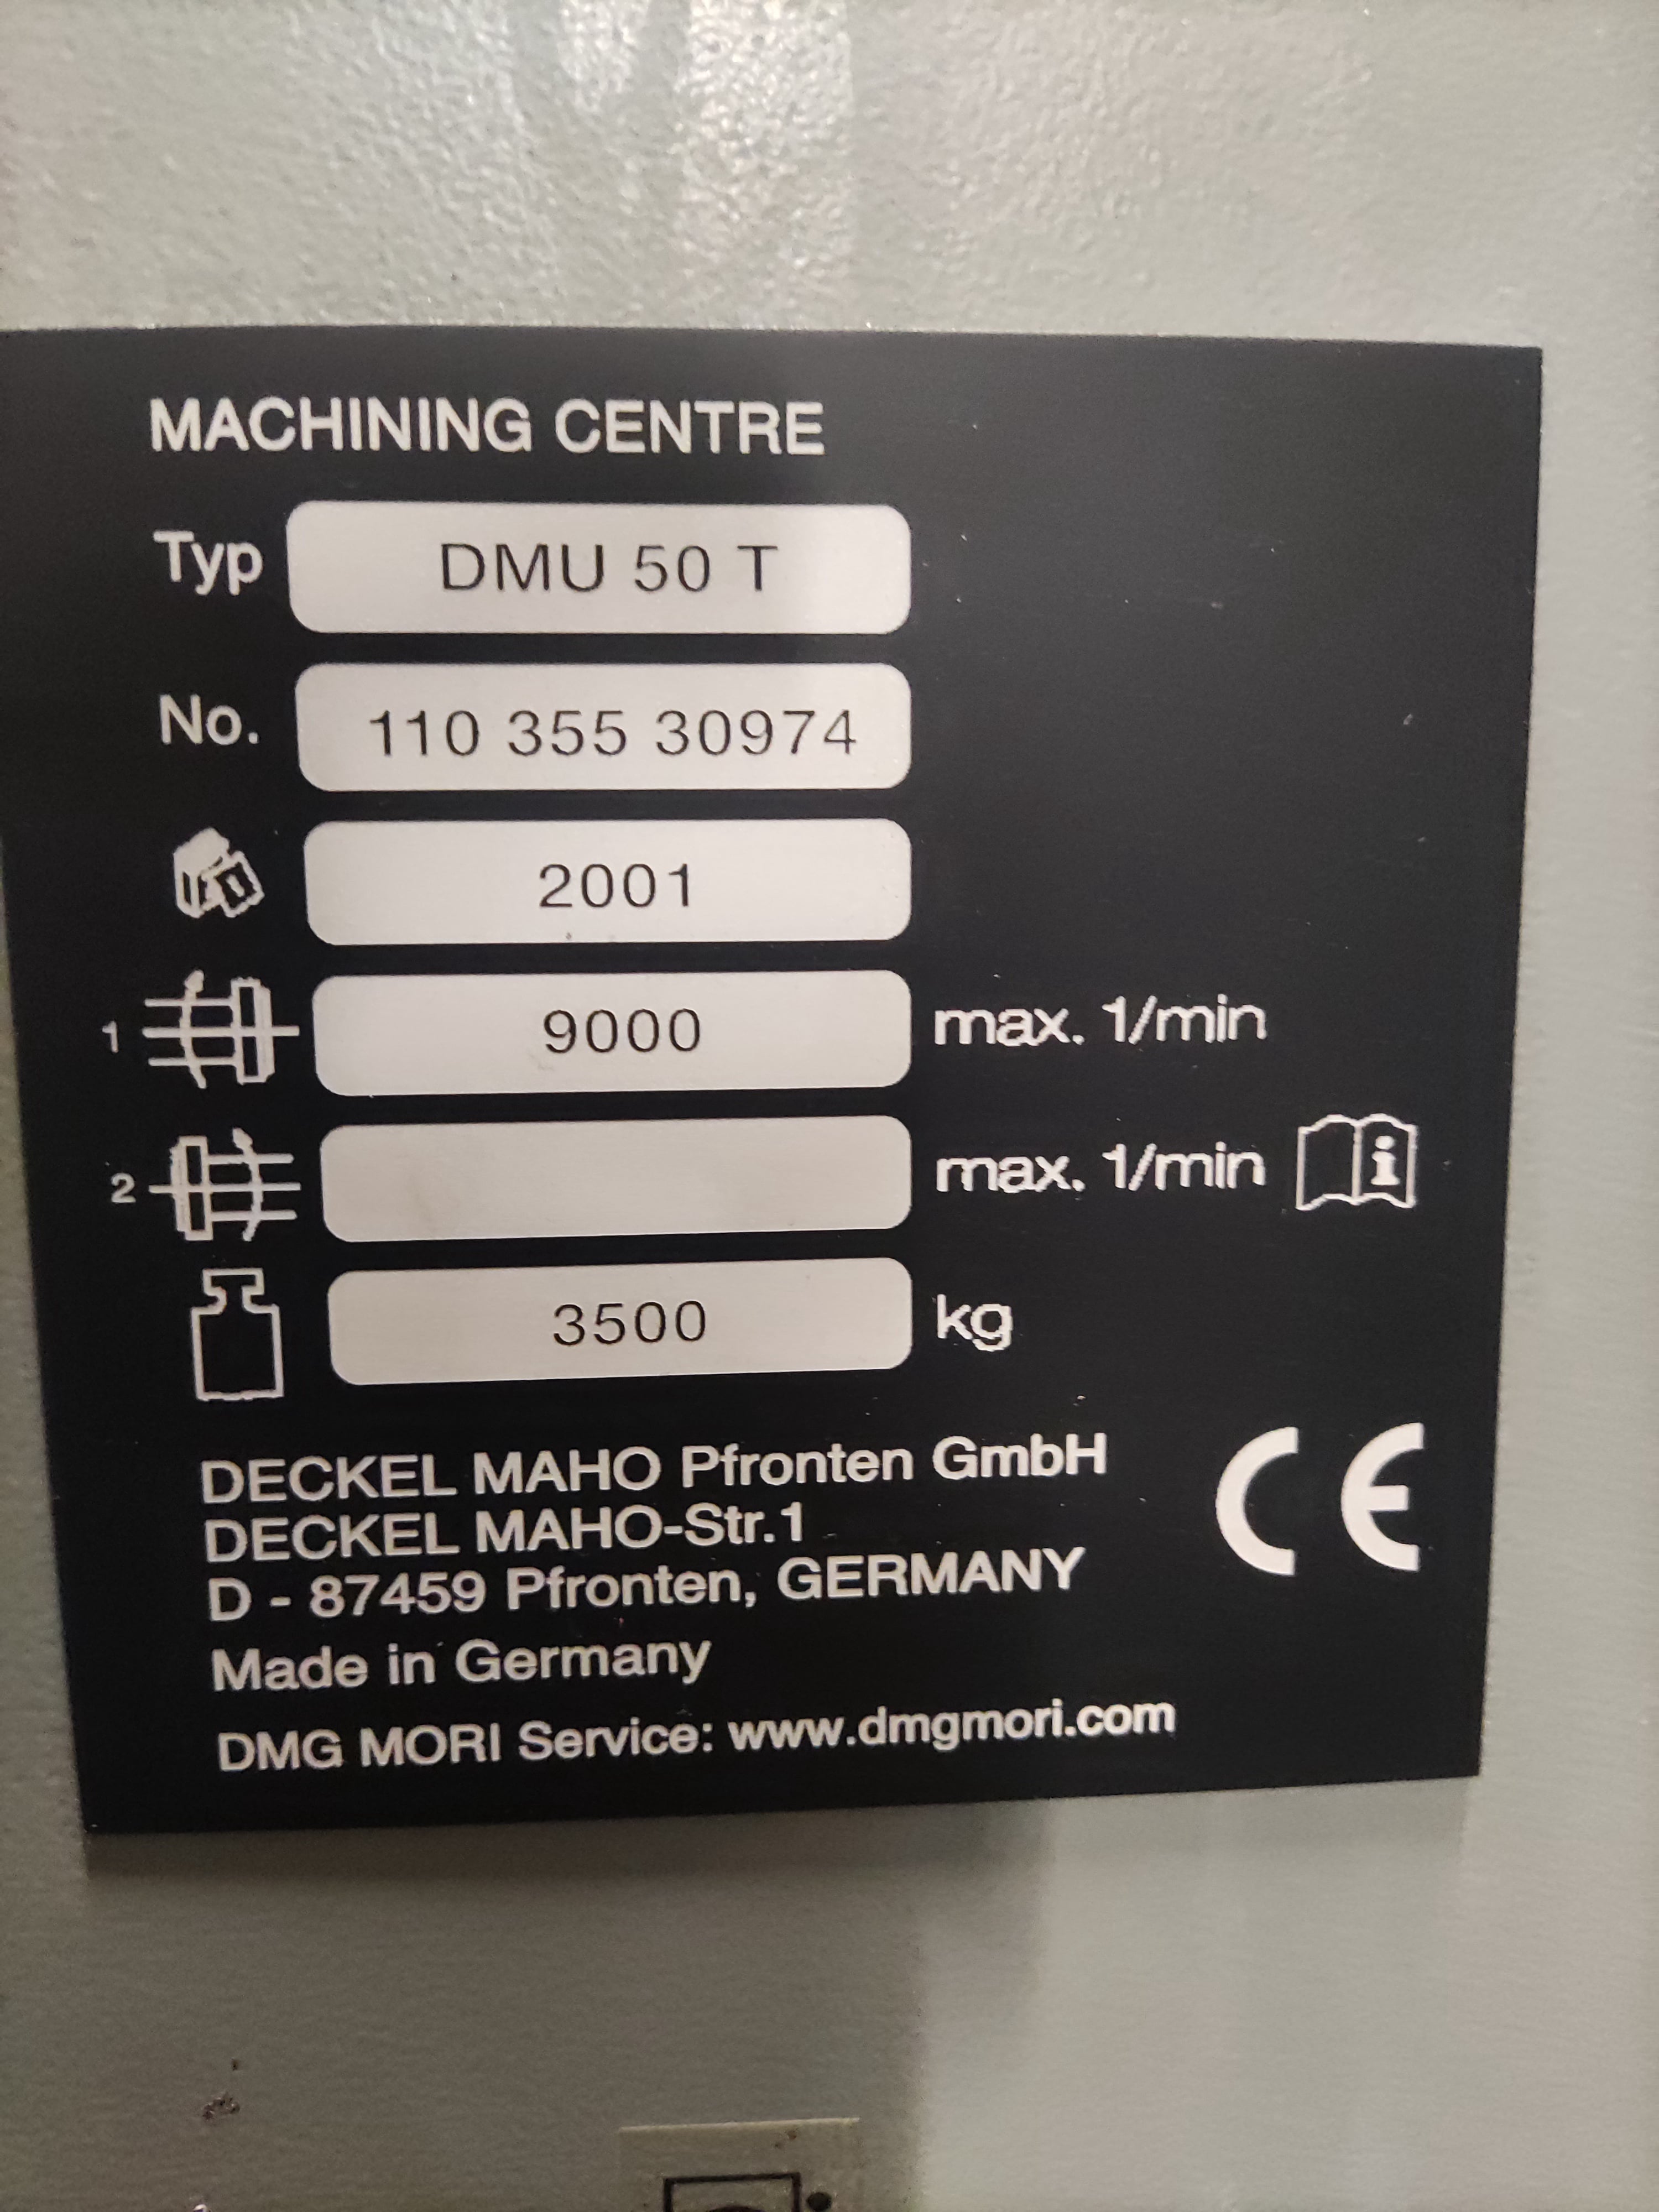 MACHINING CENTRE
Typ DMU 50 T
No. 110 355 30974
2001
1 9000 max. 1/min
2 max. 1/min i
3500 kg
DECKEL MAHO Pfronten GmbH
DECKEL MAHO-Str.1
D - 87459 Pfronten, GERMANY
CE
Made in Germany
DMG MORI Service: www.dmgmori.com